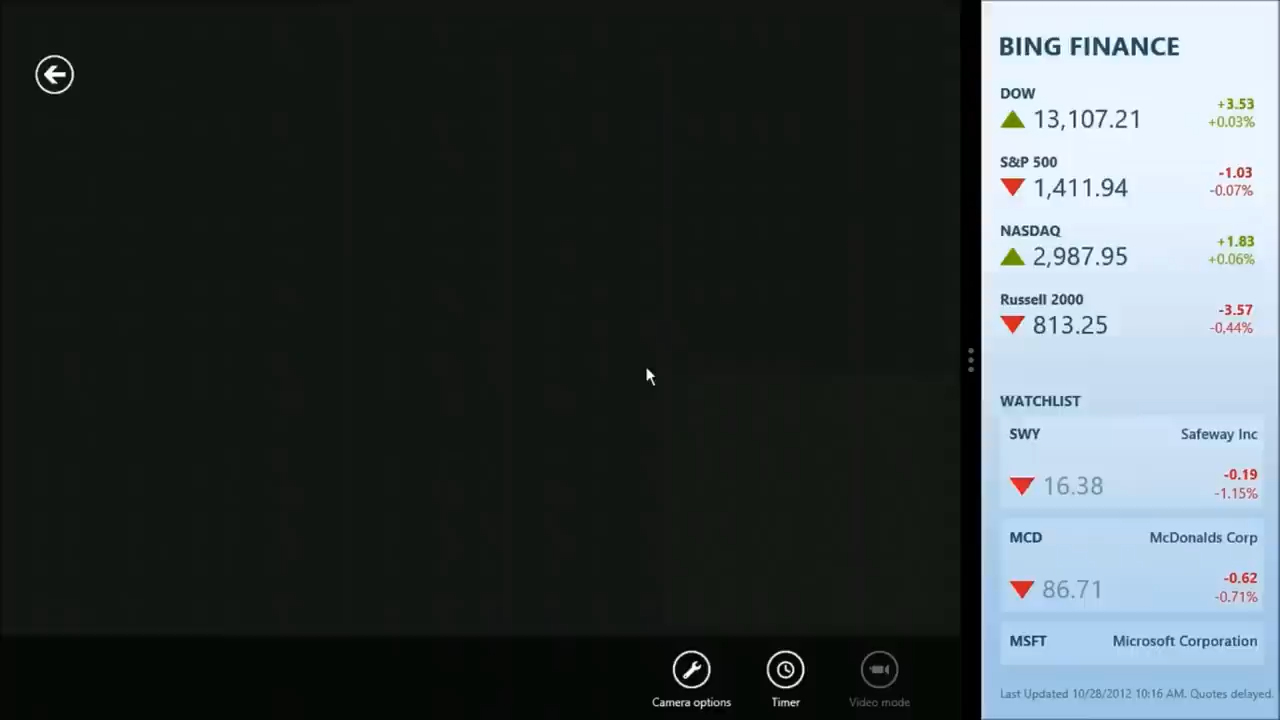 BING FINANCE
DOW
13,107.21
+3.53
+0.03%
S&P 500
1,411.94
-1.03
-0.07%
NASDAQ
2,987.95
+1.83
+0.06%
Russell 2000
813.25
-3.57
-0.44%
WATCHLIST
SWY Safeway Inc
16.38
-0.19
-1.15%
MCD McDonalds Corp
86.71
-0.62
-0.71%
MSFT Microsoft Corporation
Last Updated 10/28/2012 10:16 AM. Quotes delayed.
Camera options Timer Video mode